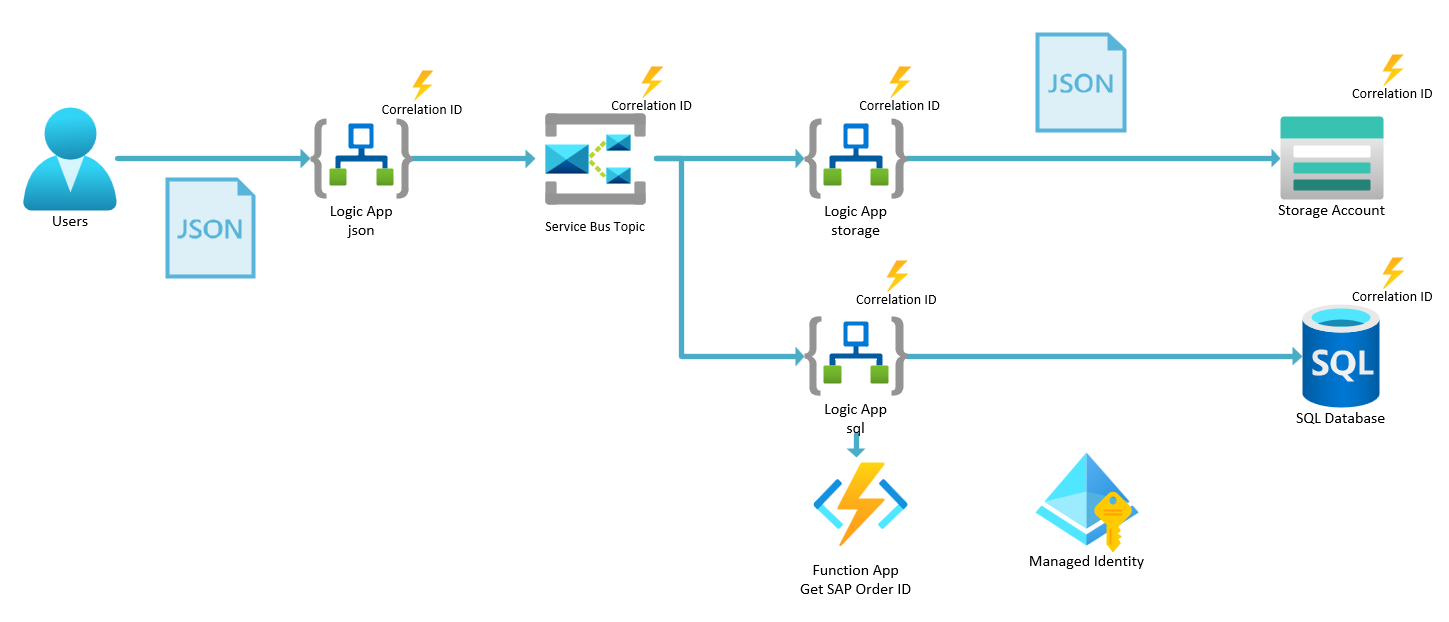 Correlation ID
Correlation ID
Correlation ID
JSON
Correlation ID
Users
JSON
Logic App
json
Service Bus Topic
Logic App
storage
Storage Account
Correlation ID
Correlation ID
Logic App
sql
SQL
SQL Database
Function App
Get SAP Order ID
Managed Identity